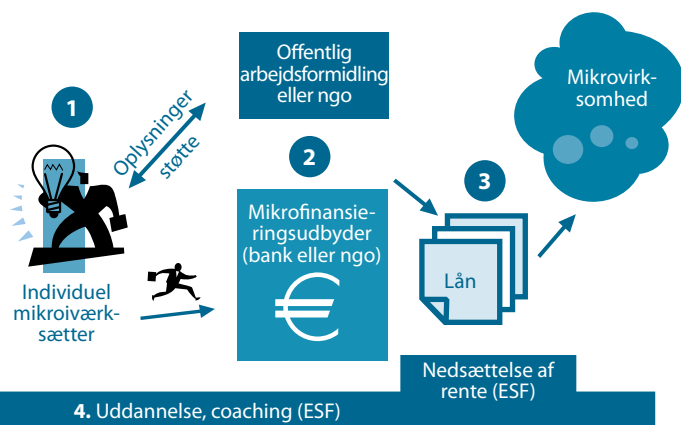 1
Oplysninger
støtte
Individuel
mikroiværk-
sætter
Offentlig
arbejdsformidling
eller ngo
2
Mikrofinansie-
ringsudbyder
(bank eller ngo)
€
3
Lån
Mikrovirk-
somhed
Nedsættelse af
rente (ESF)
4. Uddannelse, coaching (ESF)